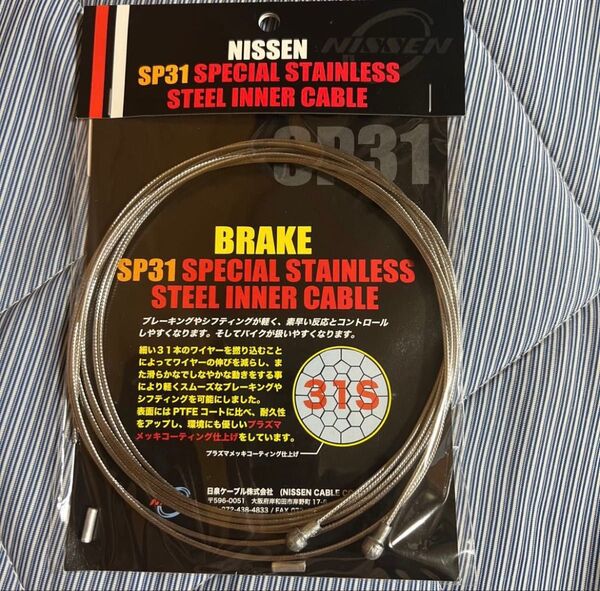 NISSEN
NISSEN
SP31 SPECIAL STAINLESS
STEEL INNER CABLE
SP31
BRAKE
SP31 SPECIAL STAINLESS
STEEL INNER CABLE
ブレーキングやシフティングが軽く、素早い反応とコントロール
しやすくなります。そしてバイクが扱いやすくなります。
細い31本のワイヤーを撚り込むこと
によってワイヤーの伸びを減らし、ま
た滑らかなでしなやかな動きをする事
により軽くスムーズなブレーキングや
シフティングを可能にしました。
表面には PTFE コートに比べ、耐久性
をアップし、環境にも優しいプラズマ
メッキコーティング仕上げをしています。
31S
プラズマメッキコーティング仕上げ
日泉ケーブル株式会社 (NISSEN CABLE
〒596-0051 大阪府岸和田市岸野町
072-438-4833 / FAX